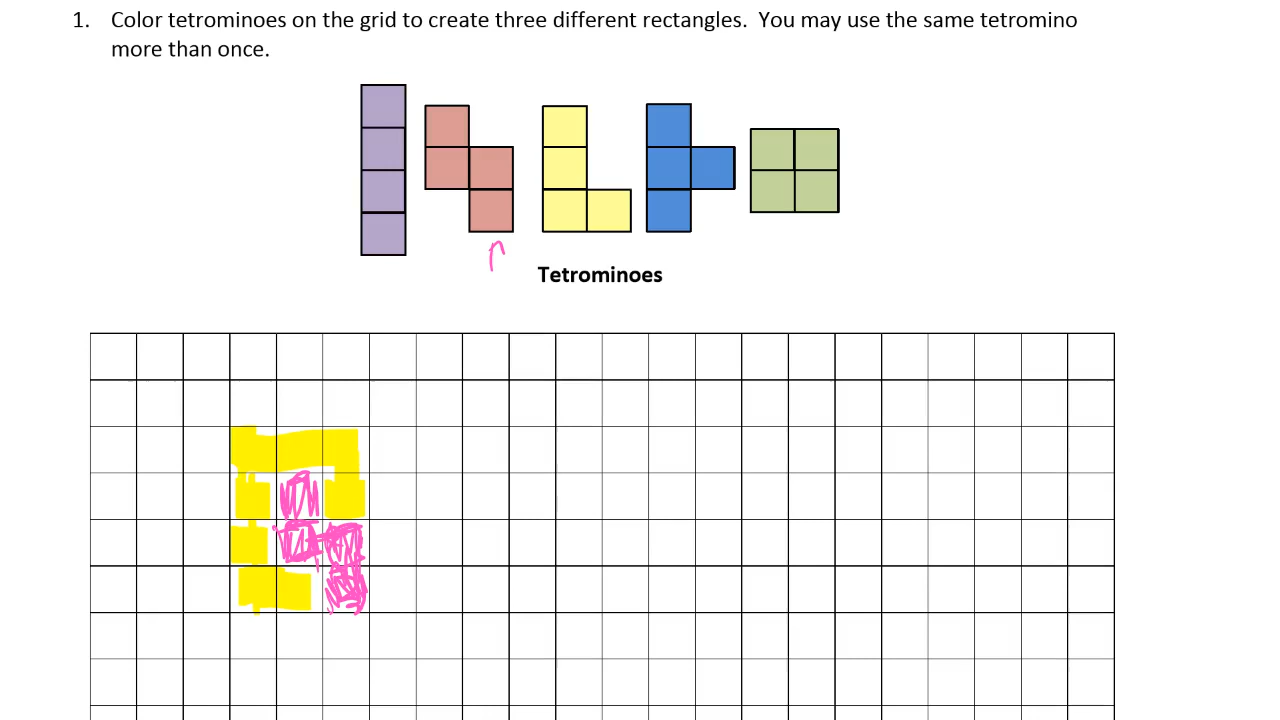 1. Color tetrominoes on the grid to create three different rectangles. You may use the same tetromino
more than once.
Tetrominoes